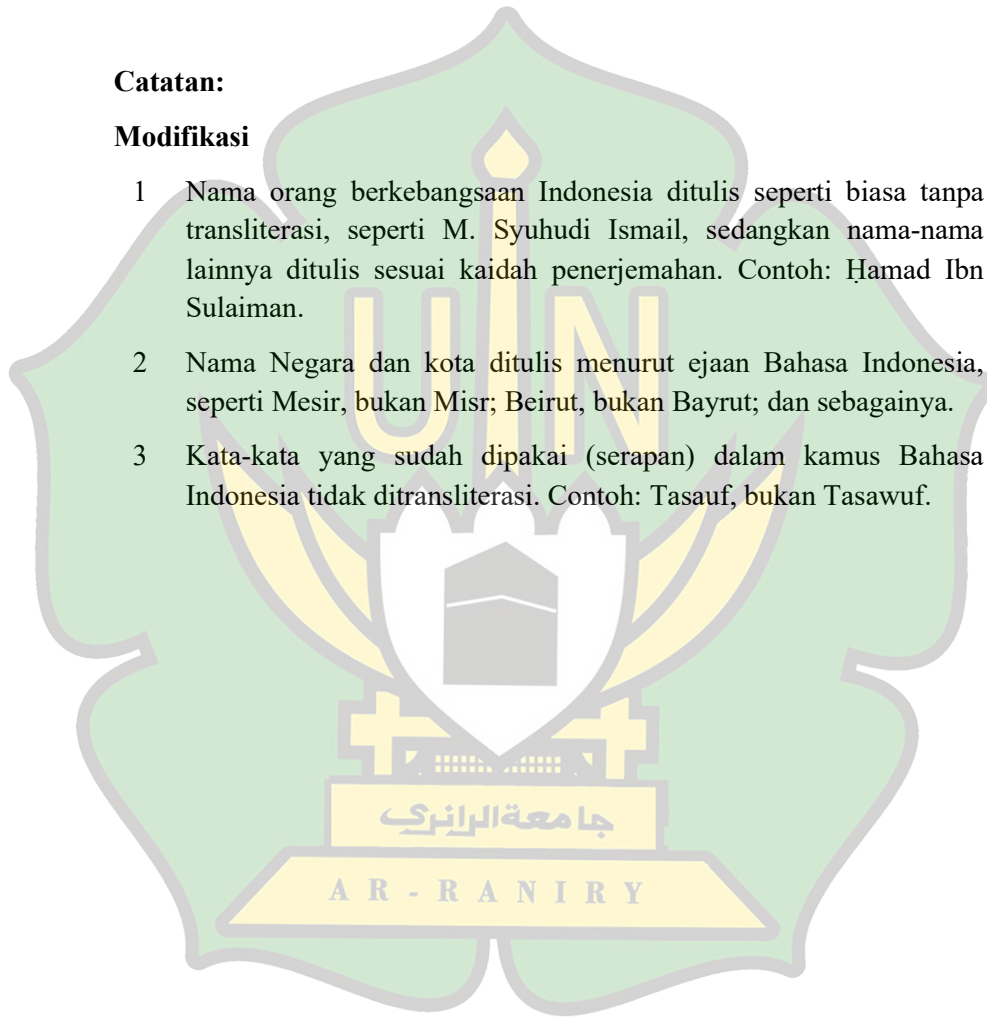 Catatan:
Modifikasi
1 Nama orang berkebangsaan Indonesia ditulis seperti biasa tanpa
transliterasi, seperti M. Syuhudi Ismail, sedangkan nama-nama
lainnya ditulis sesuai kaidah penerjemahan. Contoh: Ḥamad Ibn
Sulaiman.
2 Nama Negara dan kota ditulis menurut ejaan Bahasa Indonesia,
seperti Mesir, bukan Misr; Beirut, bukan Bayrut; dan sebagainya.
3 Kata-kata yang sudah dipakai (serapan) dalam kamus Bahasa
Indonesia tidak ditransliterasi. Contoh: Tasauf, bukan Tasawuf.
UIN
جامعة الرانري
AR-RANIRY